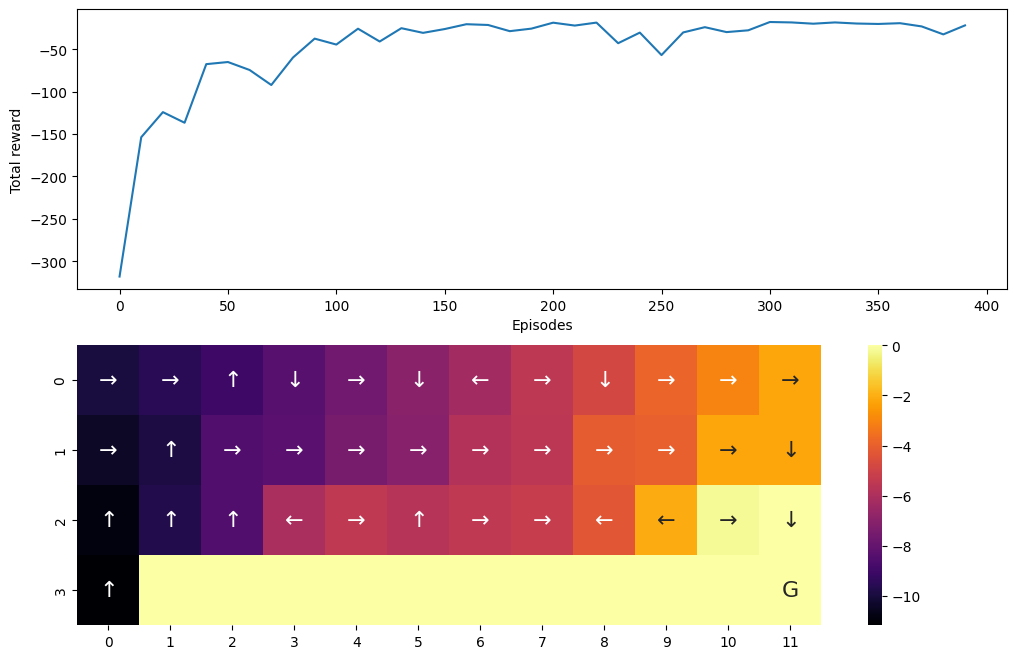 −50
−100
−150
−200
−250
−300
Total reward
0 50 100 150 200 250 300 350 400
Episodes
0 → → ↑ ↓ → ↓ ← → ↓ → → →
1 → ↑ → → → → → → → → → ↓
2 ↑ ↑ ↑ ← → ↑ → → ← ← → ↓
3 ↑ G
0 1 2 3 4 5 6 7 8 9 10 11
0
−2
−4
−6
−8
−10